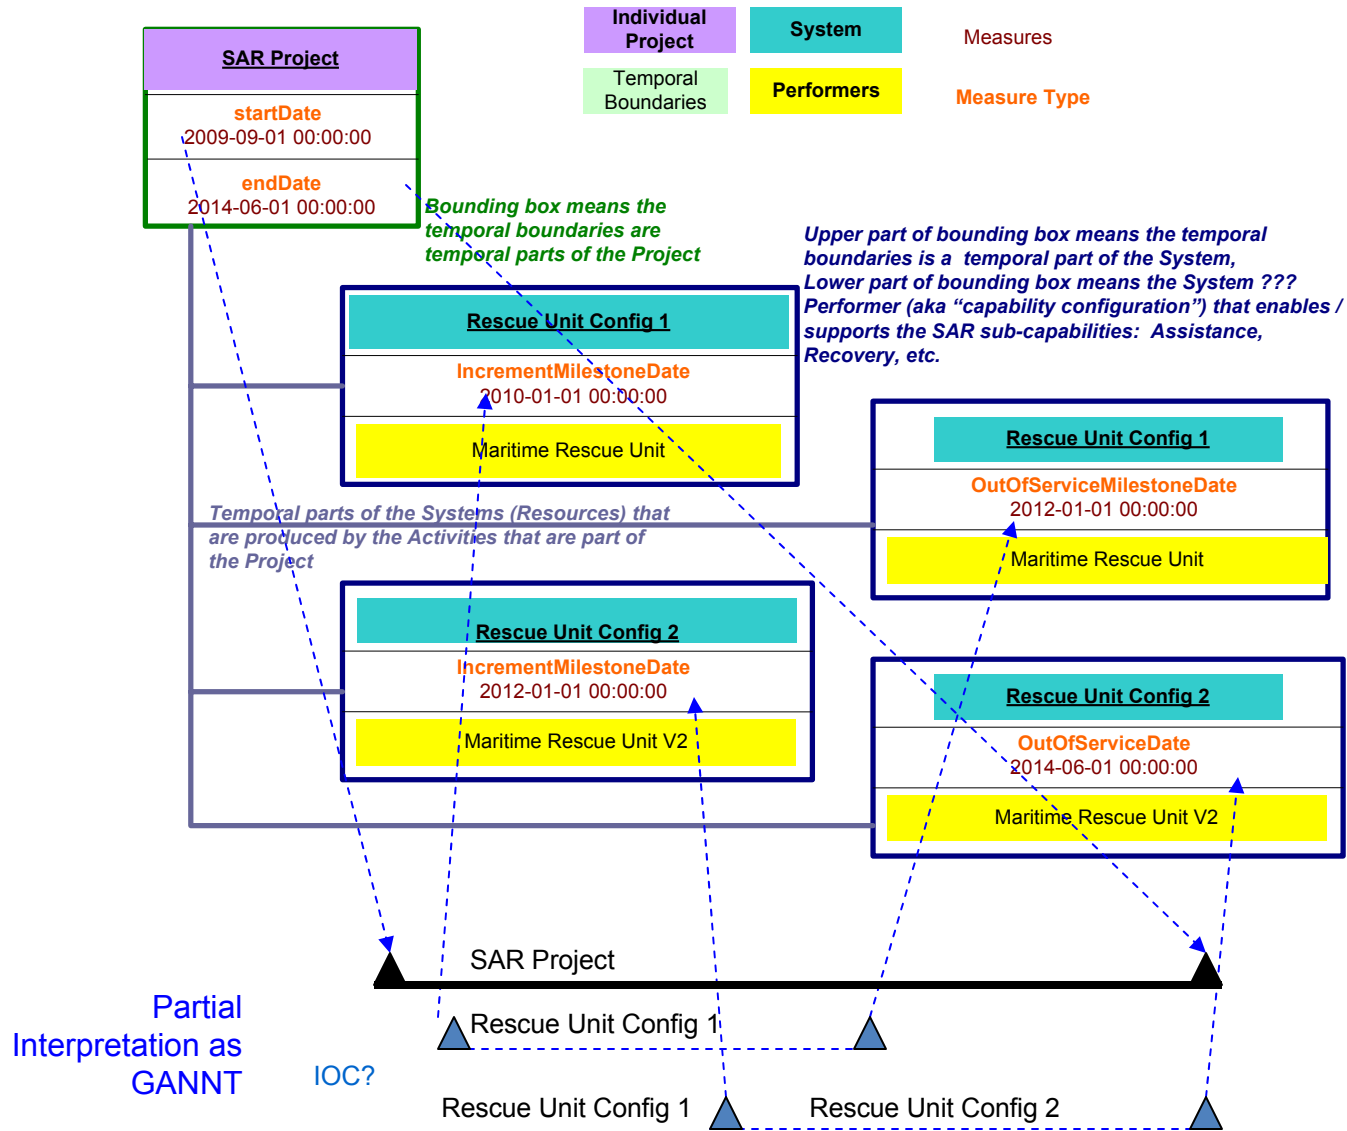 Individual
Project
System
Measures
Temporal
Boundaries
Performers
Measure Type
SAR Project
startDate
2009-09-01 00:00:00
endDate
2014-06-01 00:00:00
Bounding box means the
temporal boundaries are
temporal parts of the Project
Upper part of bounding box means the temporal
boundaries is a temporal part of the System,
Lower part of bounding box means the System ???
Performer (aka “capability configuration”) that enables /
supports the SAR sub-capabilities: Assistance,
Recovery, etc.
Rescue Unit Config 1
IncrementMilestoneDate
2010-01-01 00:00:00
Maritime Rescue Unit
Rescue Unit Config 1
OutOfServiceMilestoneDate
2012-01-01 00:00:00
Maritime Rescue Unit
Temporal parts of the Systems (Resources) that
are produced by the Activities that are part of
the Project
Rescue Unit Config 2
IncrementMilestoneDate
2012-01-01 00:00:00
Maritime Rescue Unit V2
Rescue Unit Config 2
OutOfServiceDate
2014-06-01 00:00:00
Maritime Rescue Unit V2
SAR Project
Partial
Interpretation as
GANNT
Rescue Unit Config 1
IOC?
Rescue Unit Config 1
Rescue Unit Config 2